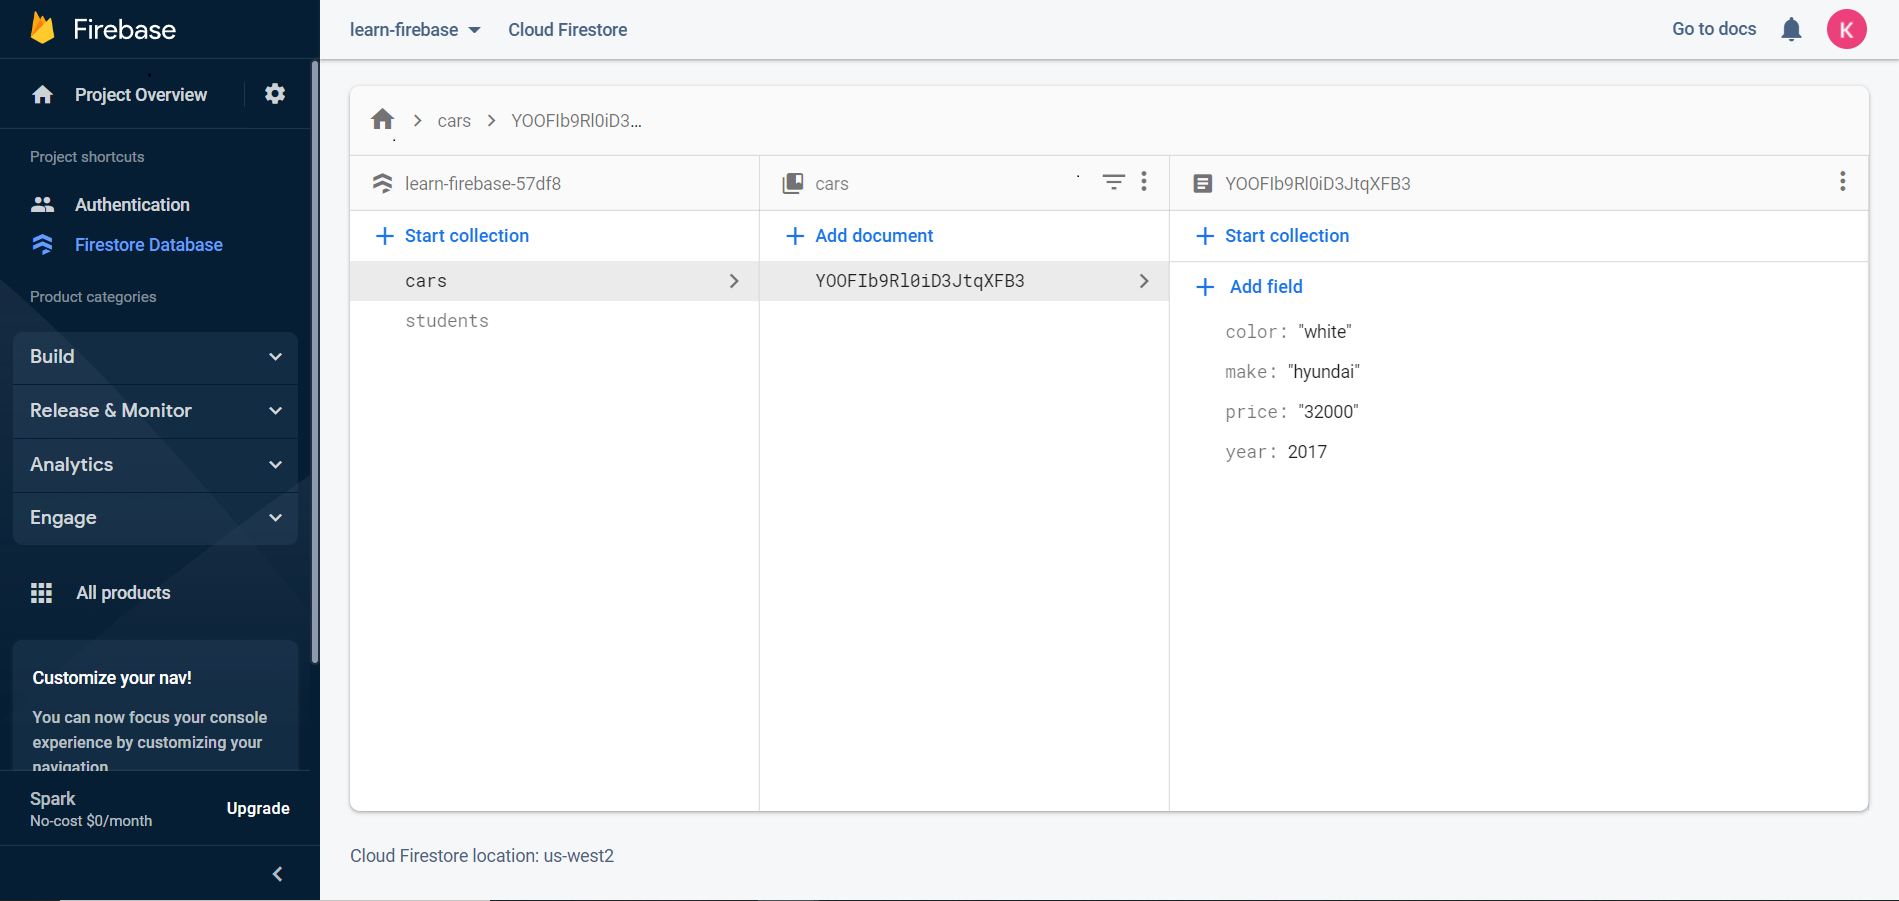 Firebase
Project Overview
Project shortcuts
Authentication
Firestore Database
Product categories
Build
Release & Monitor
Analytics
Engage
All products
Customize your nav!
You can now focus your console
experience by customizing your
navigation
Spark
No-cost $0/month
Upgrade
learn-firebase
Cloud Firestore
Go to docs
K
cars
YOOFIb9Rl0iD3...
learn-firebase-57df8
Start collection
cars
students
cars
Add document
YOOFIb9Rl0iD3JtqXFB3
YOOFIb9Rl0iD3JtqXFB3
Start collection
Add field
color: "white"
make: "hyundai"
price: "32000"
year: 2017
Cloud Firestore location: us-west2